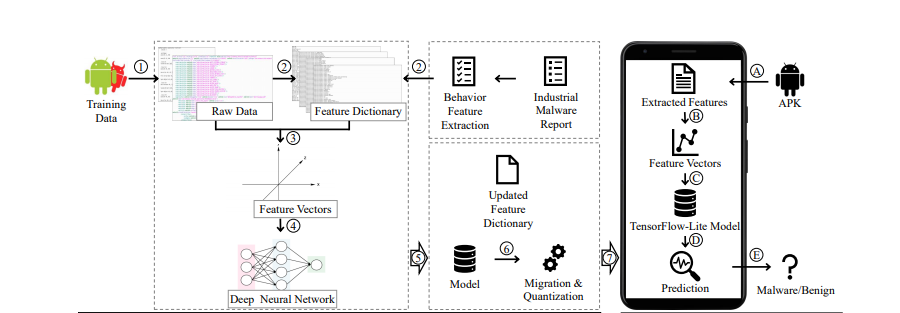 ①
Training
Data
②
Raw Data
Feature Dictionary
②
Behavior
Feature
Extraction
Industrial
Malware
Report
③
z
x
Feature Vectors
④
Deep Neural Network
⑤
Updated
Feature
Dictionary
Model
⑥
Migration &
Quantization
⑦
Extracted Features
Ⓐ
APK
Ⓑ
Feature Vectors
Ⓒ
TensorFlow-Lite Model
Ⓓ
Prediction
Ⓔ
Malware/Benign